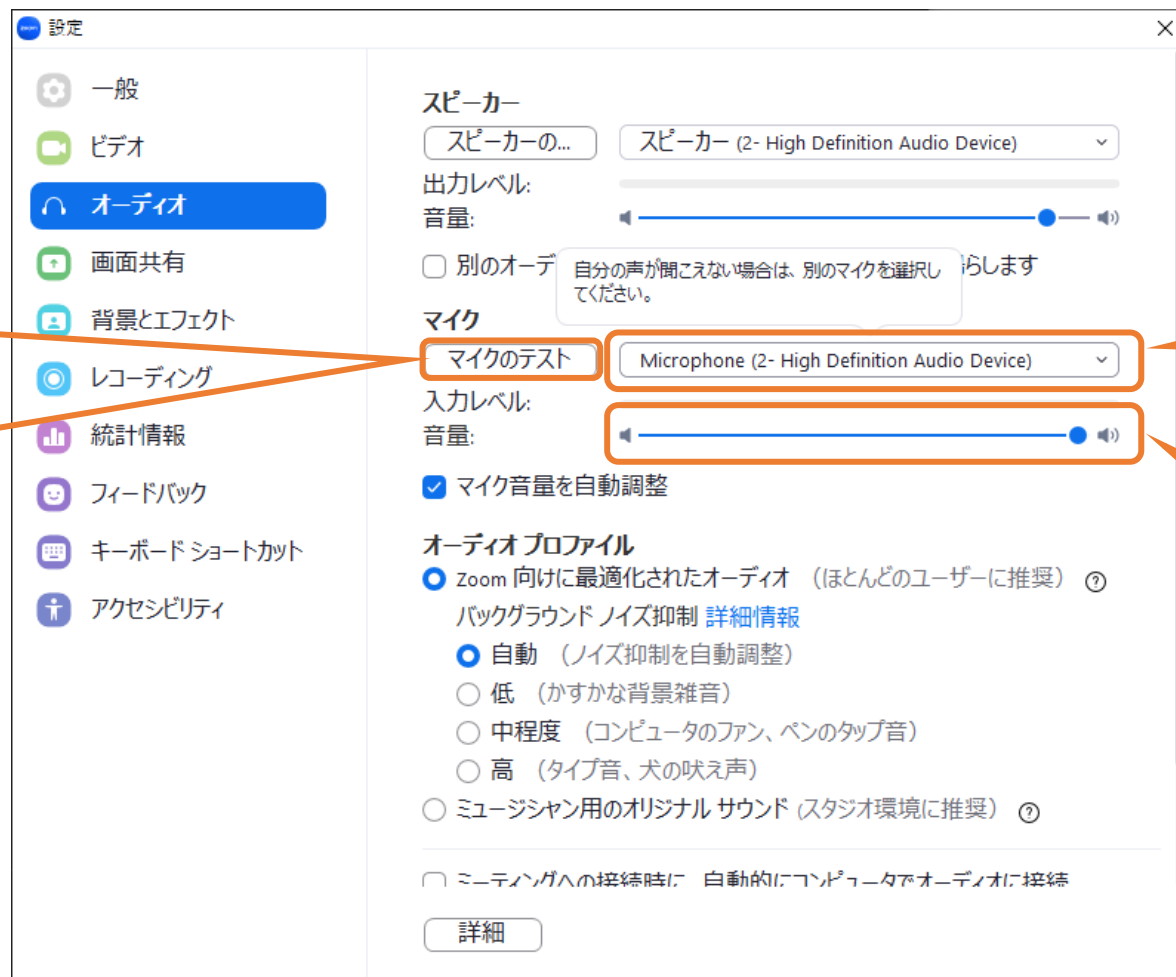 設定
一般
ビデオ
オーディオ
画面共有
背景とエフェクト
レコーディング
統計情報
フィードバック
キーボード ショートカット
アクセシビリティ
スピーカー
スピーカーの... スピーカー (2- High Definition Audio Device)
出力レベル:
音量:
別のオーデ らします
自分の声が聞こえない場合は、別のマイクを選択し
てください。
マイク
マイクのテスト Microphone (2- High Definition Audio Device)
入力レベル:
音量:
マイク音量を自動調整
オーディオ プロファイル
Zoom 向けに最適化されたオーディオ （ほとんどのユーザーに推奨）
バックグラウンド ノイズ抑制 詳細情報
自動 （ノイズ抑制を自動調整）
低 （かすかな背景雑音）
中程度 （コンピュータのファン、ペンのタップ音）
高 （タイプ音、犬の吠え声）
ミュージシャン用のオリジナル サウンド (スタジオ環境に推奨）
ミーティングへの接続時に、自動的にコンピュータでオーディオに接続
詳細